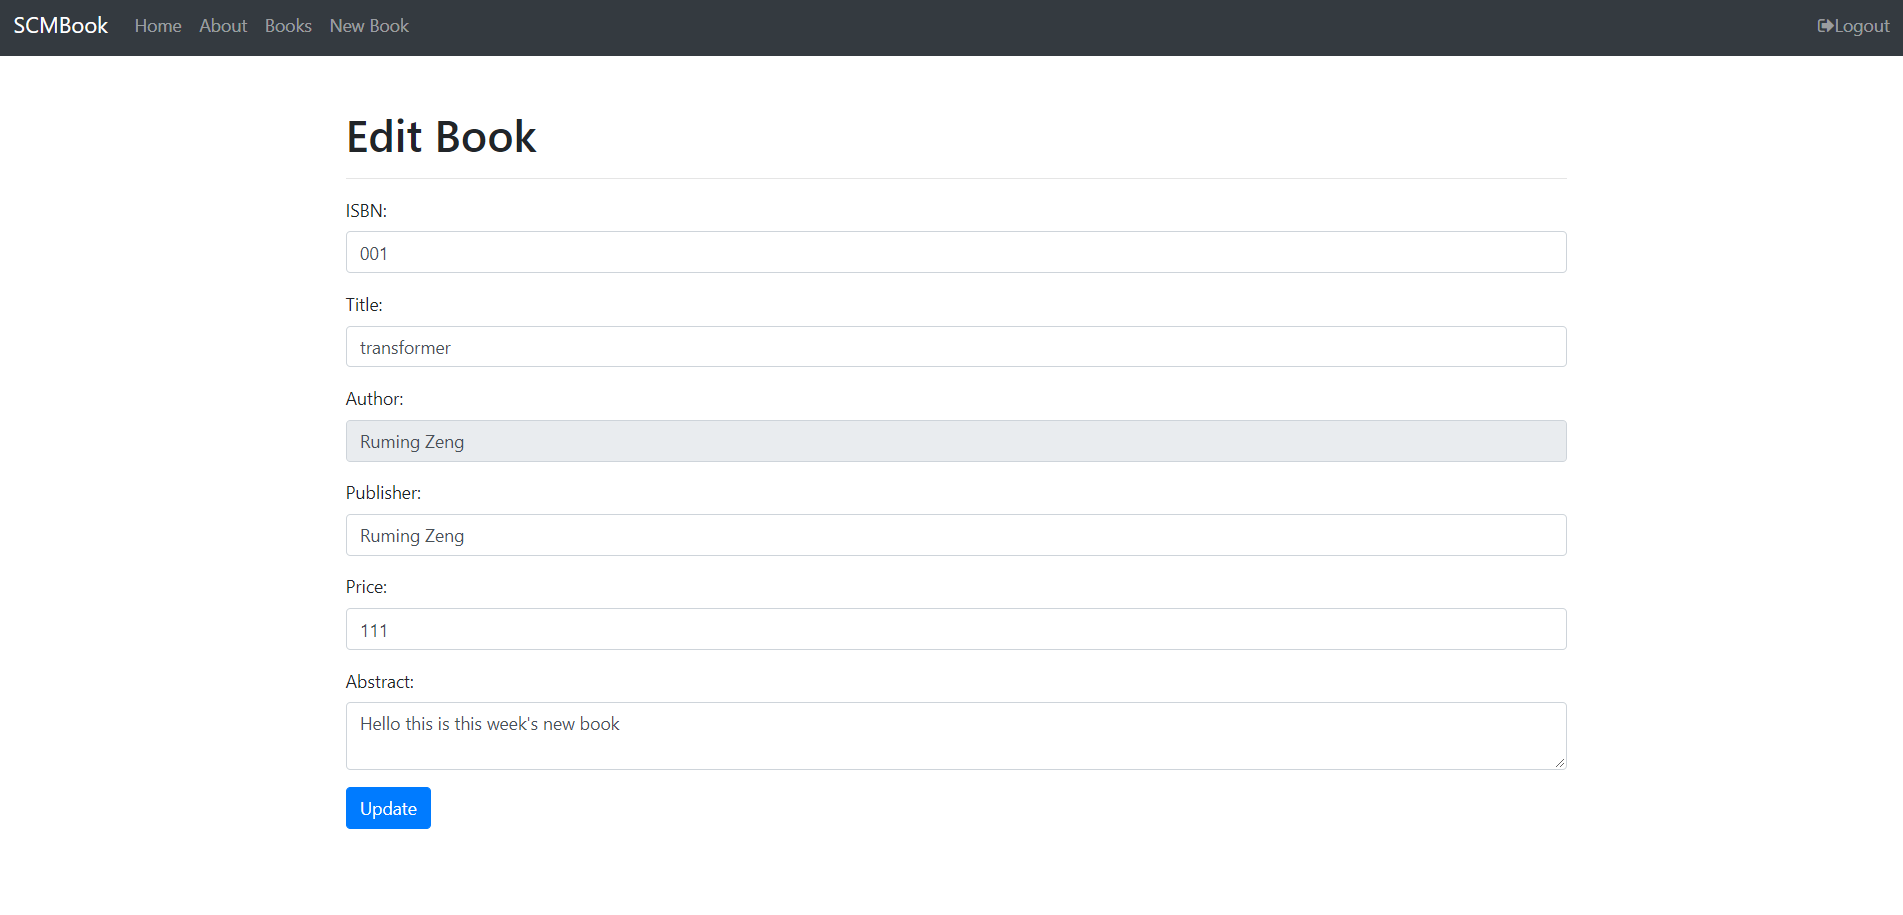 SCMBook Home About Books New Book Logout
Edit Book
ISBN:
001
Title:
transformer
Author:
Ruming Zeng
Publisher:
Ruming Zeng
Price:
111
Abstract:
Hello this is this week's new book
Update